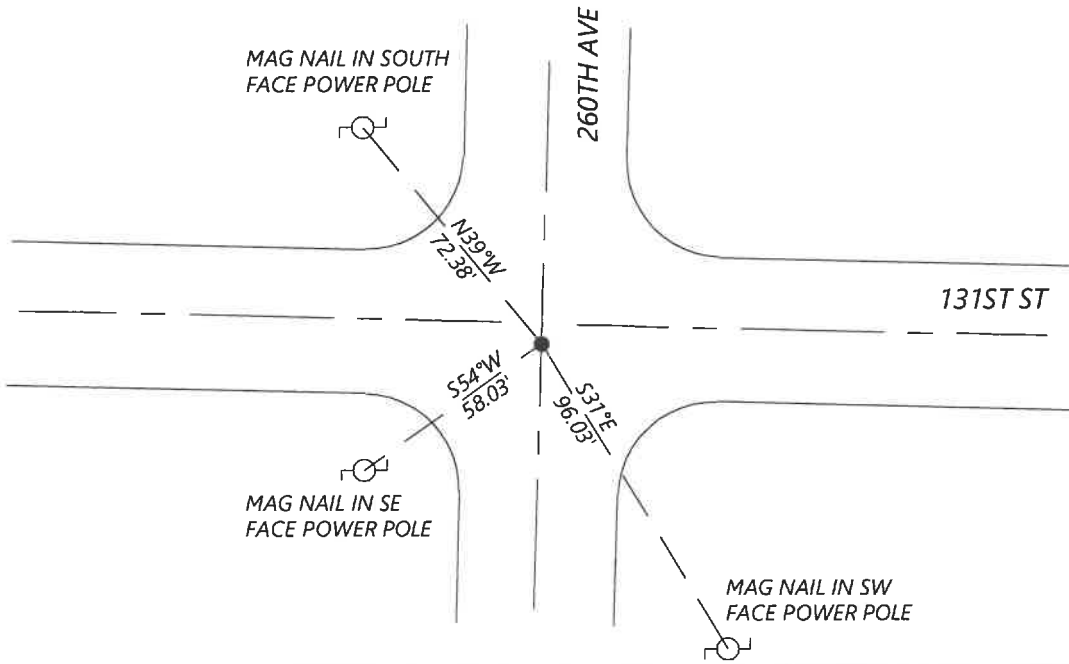 MAG NAIL IN SOUTH
FACE POWER POLE
260TH AVE
N39°W
72.38'
131ST ST
S54°W
58.03'
S31°E
96.03'
MAG NAIL IN SE
FACE POWER POLE
MAG NAIL IN SW
FACE POWER POLE